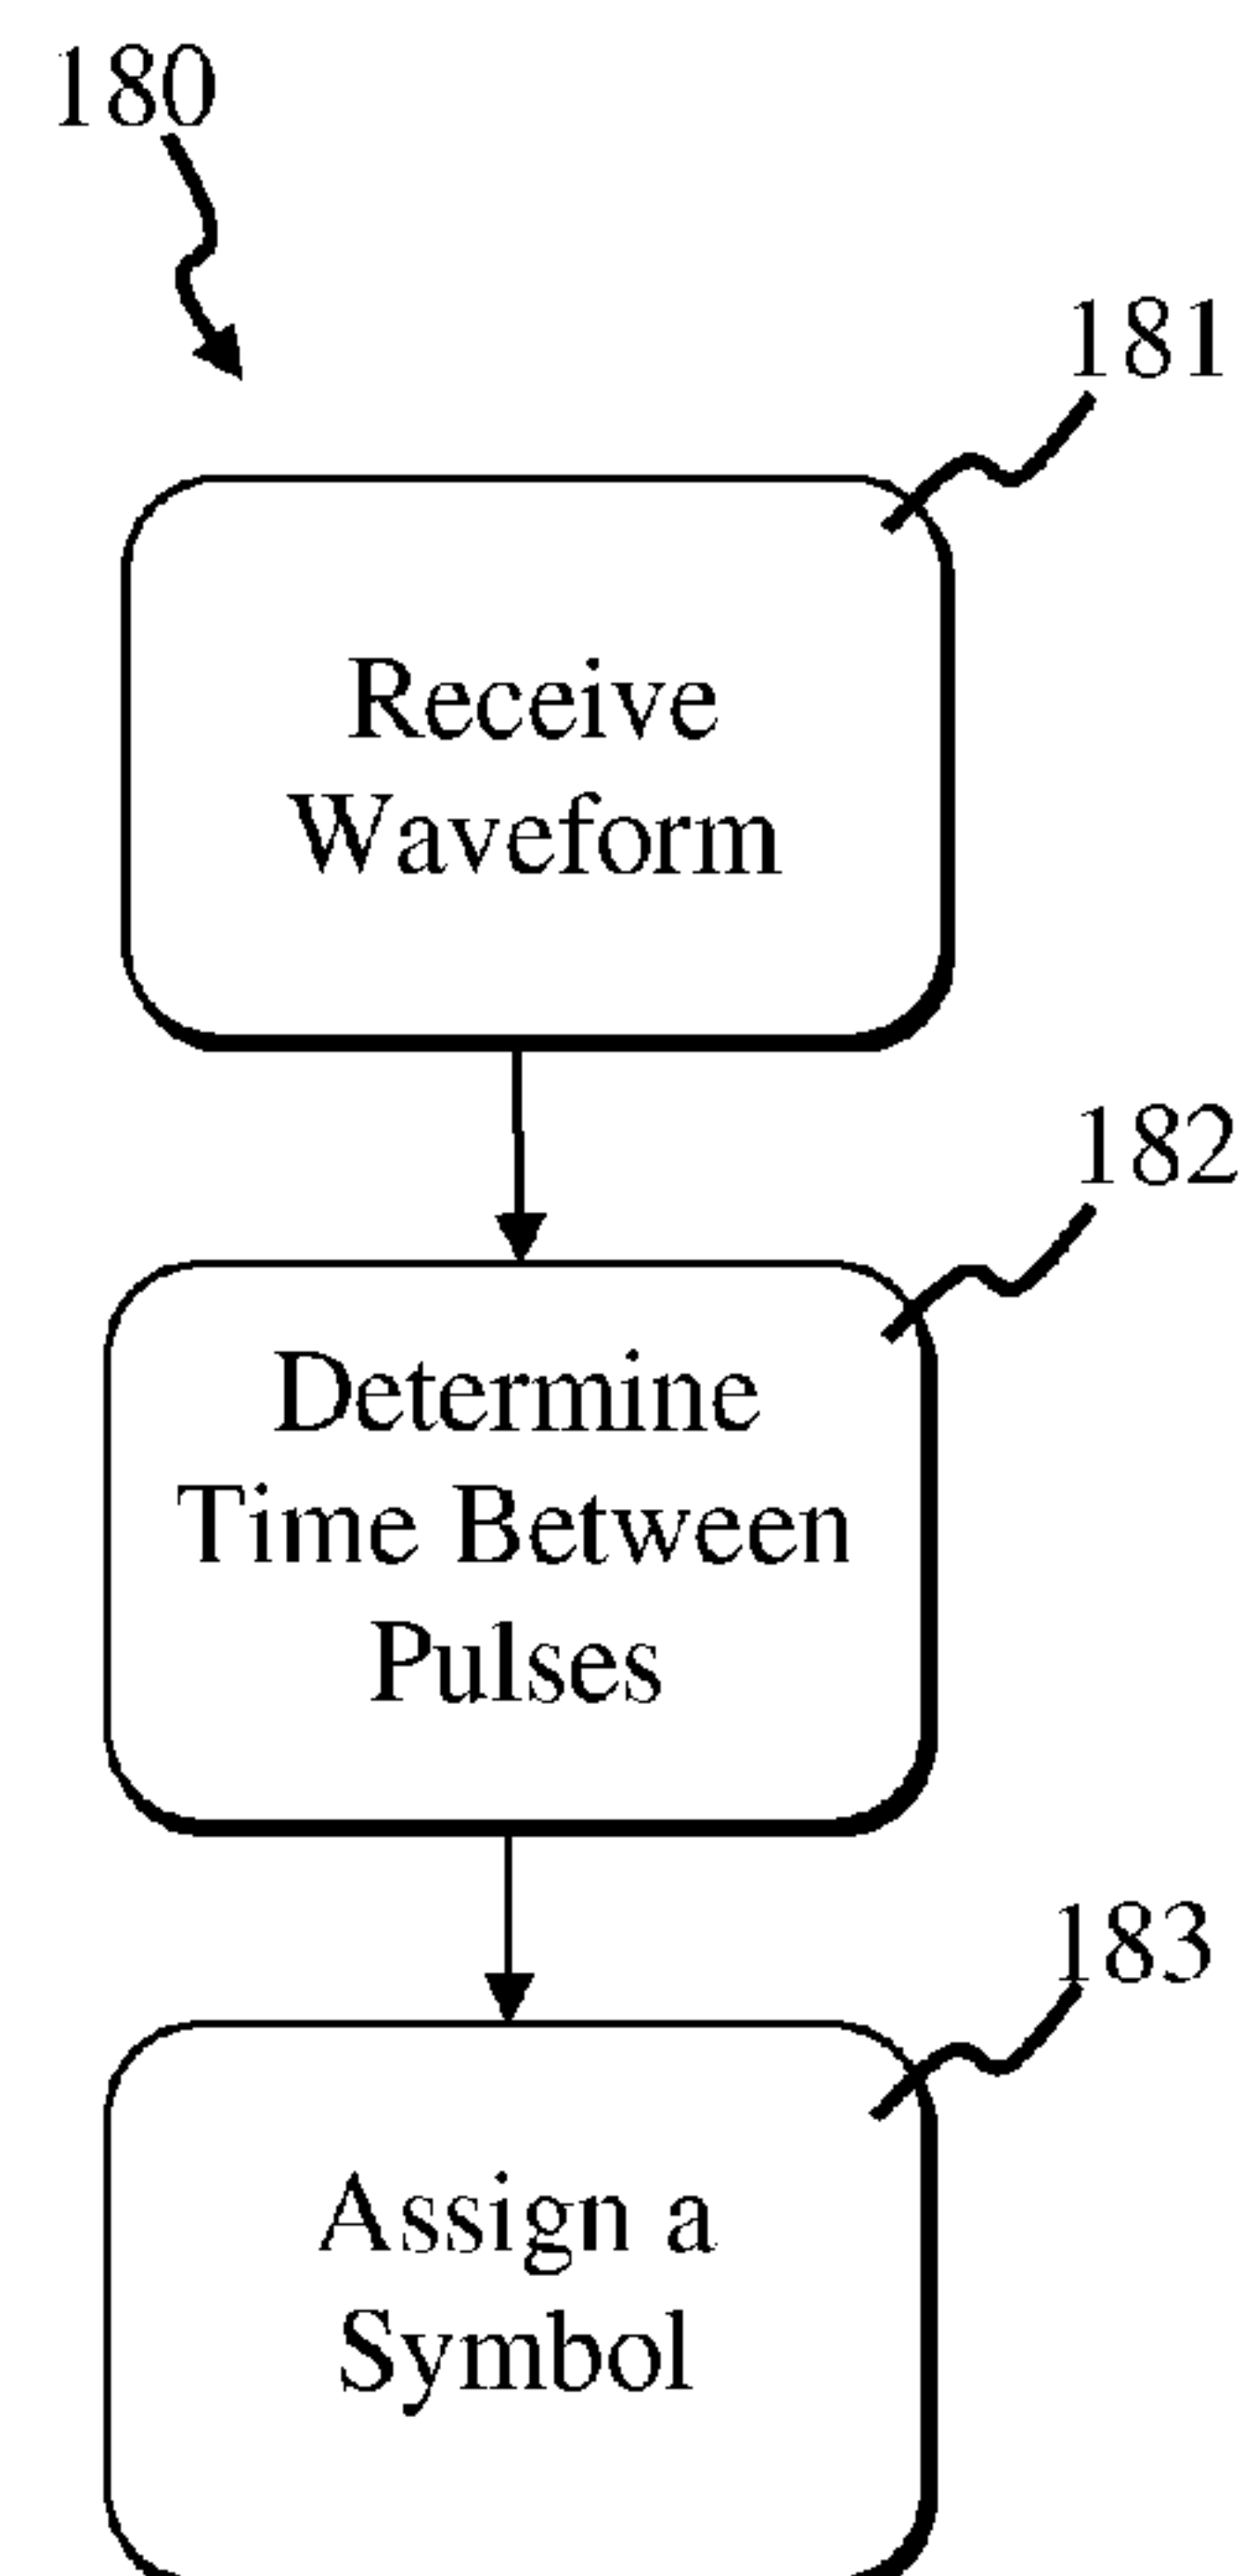 180
181
Receive
Waveform
182
Determine
Time Between
Pulses
183
Assign a
Symbol